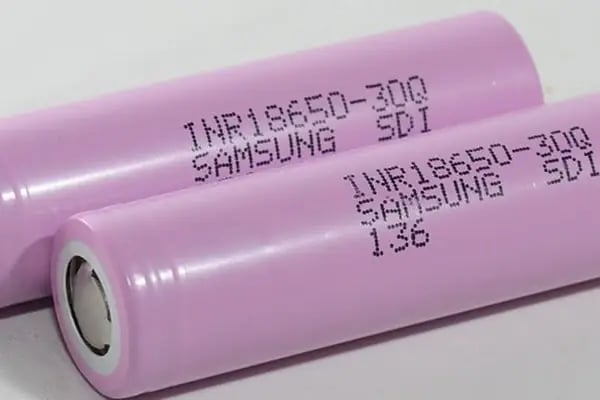 INR18650-30Q
SAMSUNG SDI
INR18650-30Q
SAMSUNG SDI
136